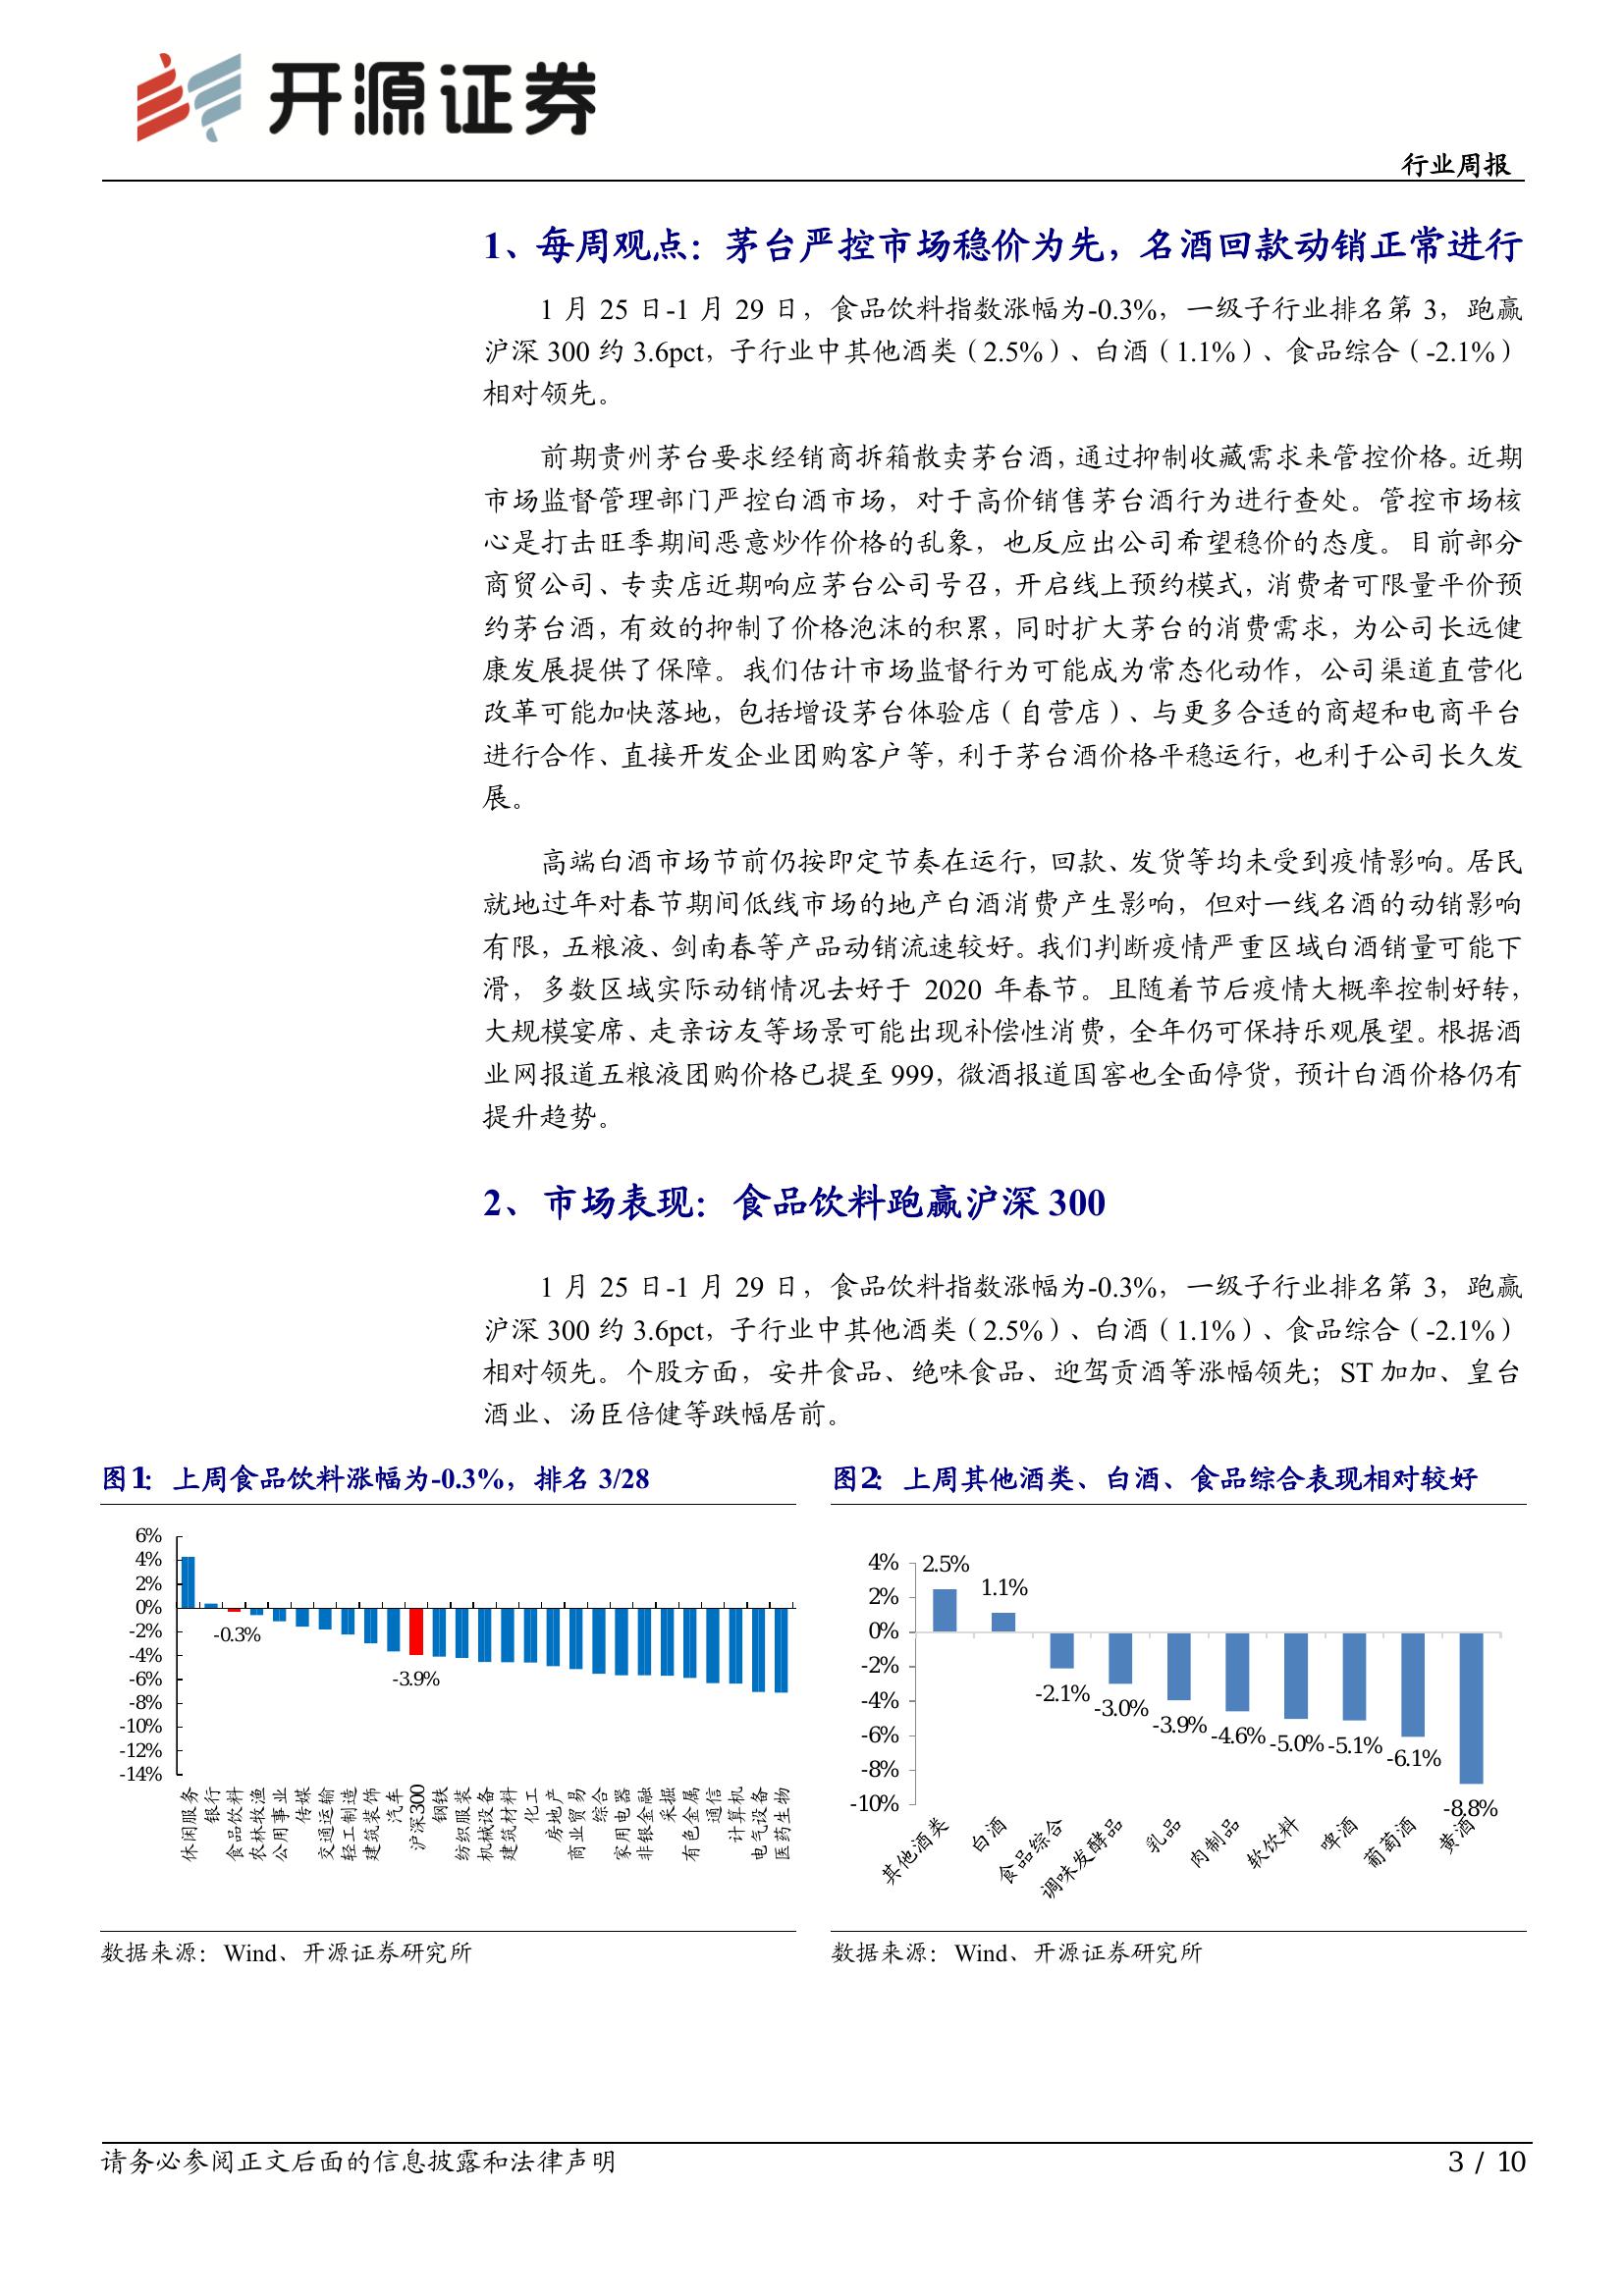 开源证券
行业周报
1、每周观点：茅台严控市场稳价为先，名酒回款动销正常进行
1 月 25 日-1 月 29 日，食品饮料指数涨幅为-0.3%，一级子行业排名第 3，跑赢
沪深 300 约 3.6pct，子行业中其他酒类（2.5%）、白酒（1.1%）、食品综合（-2.1%）
相对领先。
前期贵州茅台要求经销商拆箱散卖茅台酒，通过抑制收藏需求来管控价格。近期
市场监督管理部门严控白酒市场，对于高价销售茅台酒行为进行查处。管控市场核
心是打击旺季期间恶意炒作价格的乱象，也反应出公司希望稳价的态度。目前部分
商贸公司、专卖店近期响应茅台公司号召，开启线上预约模式，消费者可限量平价预
约茅台酒，有效的抑制了价格泡沫的积累，同时扩大茅台的消费需求，为公司长远健
康发展提供了保障。我们估计市场监督行为可能成为常态化动作，公司渠道直营化
改革可能加快落地，包括增设茅台体验店（自营店）、与更多合适的商超和电商平台
进行合作、直接开发企业团购客户等，利于茅台酒价格平稳运行，也利于公司长久发
展。
高端白酒市场节前仍按即定节奏在运行，回款、发货等均未受到疫情影响。居民
就地过年对春节期间低线市场的地产白酒消费产生影响，但对一线名酒的动销影响
有限，五粮液、剑南春等产品动销流速较好。我们判断疫情严重区域白酒销量可能下
滑，多数区域实际动销情况去好于 2020 年春节。且随着节后疫情大概率控制好转，
大规模宴席、走亲访友等场景可能出现补偿性消费，全年仍可保持乐观展望。根据酒
业网报道五粮液团购价格已提至 999，微酒报道国窖也全面停货，预计白酒价格仍有
提升趋势。
2、市场表现：食品饮料跑赢沪深 300
1 月 25 日-1 月 29 日，食品饮料指数涨幅为-0.3%，一级子行业排名第 3，跑赢
沪深 300 约 3.6pct，子行业中其他酒类（2.5%）、白酒（1.1%）、食品综合（-2.1%）
相对领先。个股方面，安井食品、绝味食品、迎驾贡酒等涨幅领先；ST 加加、皇台
酒业、汤臣倍健等跌幅居前。
图1：上周食品饮料涨幅为-0.3%，排名 3/28
6%
4%
2%
0%
-2%
-4%
-6%
-8%
-10%
-12%
-14%
-0.3%
-3.9%
休闲服务
银行
食品饮料
农林牧渔
公用事业
传媒
交通运输
轻工制造
建筑装饰
汽车
沪深300
钢铁
纺织服装
机械设备
建筑材料
化工
房地产
商业贸易
综合
家用电器
非银金融
采掘
有色金属
通信
计算机
电气设备
医药生物
数据来源：Wind、开源证券研究所
图2：上周其他酒类、白酒、食品综合表现相对较好
4%
2%
0%
-2%
-4%
-6%
-8%
-10%
2.5%
1.1%
-2.1%
-3.0%
-3.9%
-4.6%
-5.0%
-5.1%
-6.1%
-8.8%
其他酒类
白酒
食品综合
调味发酵品
乳品
肉制品
软饮料
啤酒
葡萄酒
黄酒
数据来源：Wind、开源证券研究所
请务必参阅正文后面的信息披露和法律声明
3 / 10